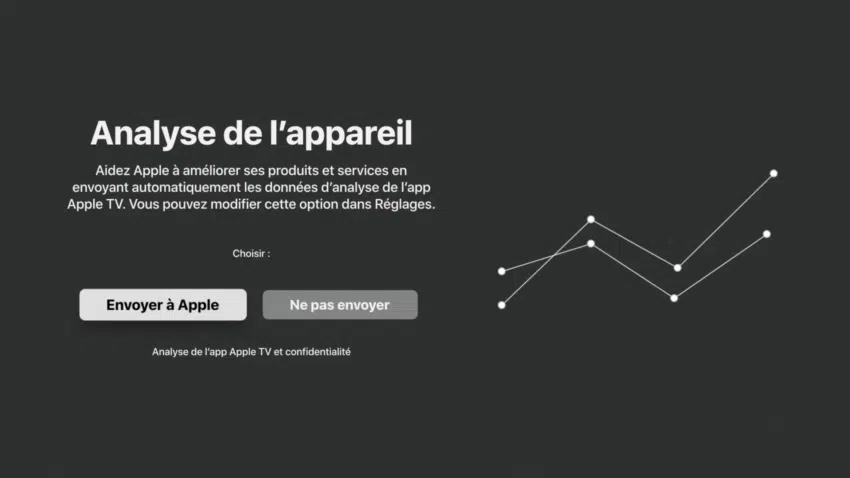 Analyse de l’appareil
Aidez Apple à améliorer ses produits et services en
envoyant automatiquement les données d’analyse de l’app
Apple TV. Vous pouvez modifier cette option dans Réglages.
Choisir :
Envoyer à Apple
Ne pas envoyer
Analyse de l’app Apple TV et confidentialité